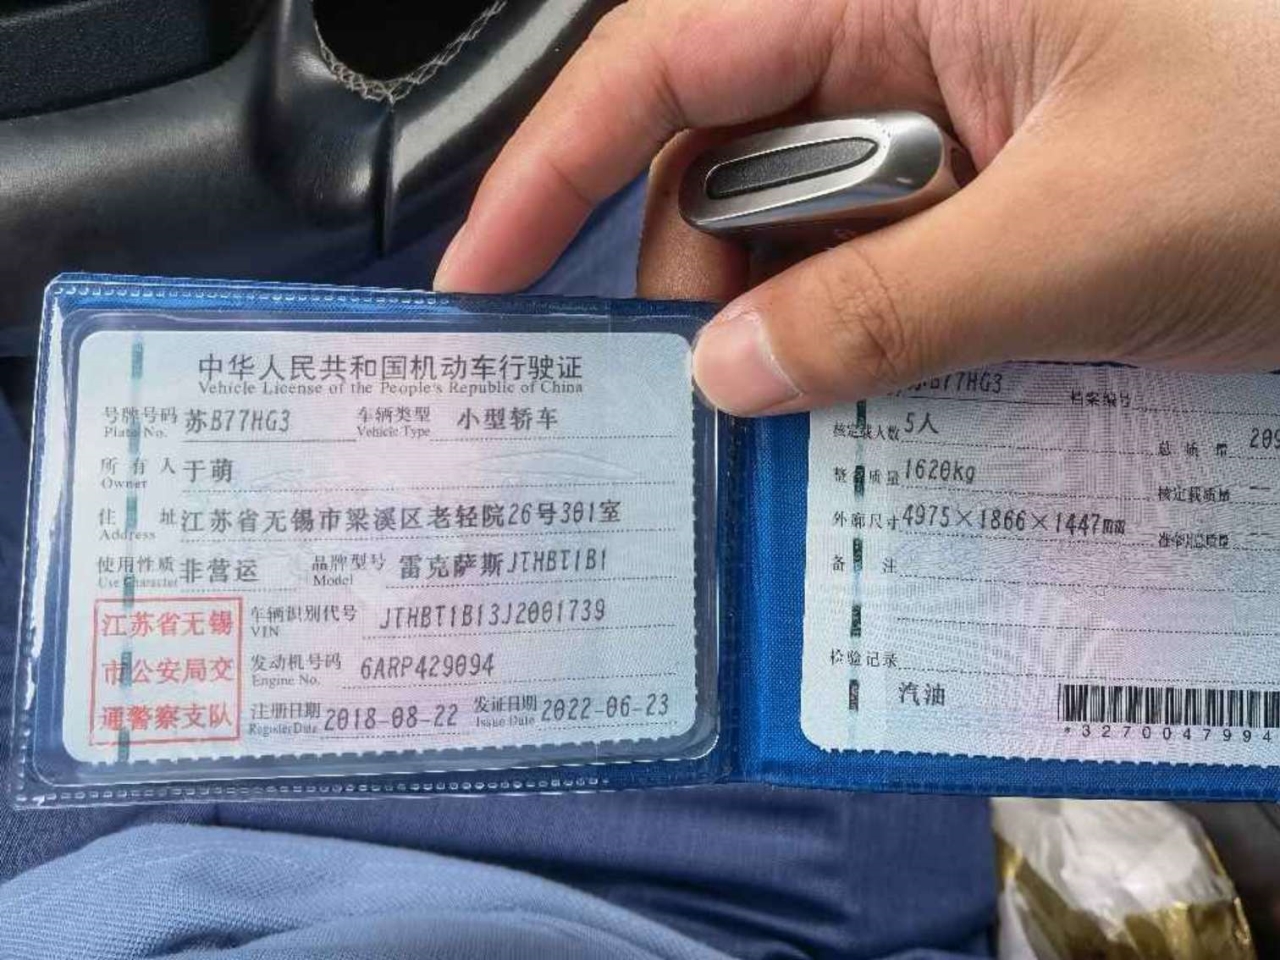 中华人民共和国机动车行驶证
Vehicle License of the People's Republic of China
号牌号码 苏B77HG3 车辆类型 小型轿车
Plate No. Vehicle Type
所有人 于萌
Owner
住址 江苏省无锡市梁溪区老轻院26号301室
Address
使用性质 非营运 品牌型号 雷克萨斯JTHBT1B1
Use Character Model
车辆识别代号 JTHBT1B13J2001739
VIN
发动机号码 6ARP429094
Engine No.
注册日期 2018-08-22 发证日期 2022-06-23
Register Date Issue Date
江苏省无锡
市公安局交
通警察支队
苏B77HG3 档案编号
核定载人数 5人 总质量
整备质量 1620kg 核定载质量 --
外廓尺寸 4975×1866×1447mm --
备注
检验记录
汽油
*3270047994